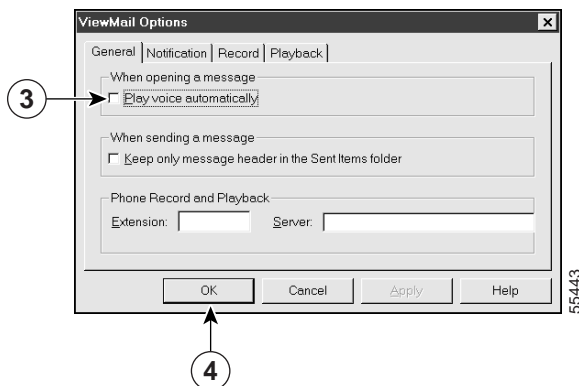 ViewMail Options
General Notification Record Playback
When opening a message
3
Play voice automatically
When sending a message
Keep only message header in the Sent Items folder
Phone Record and Playback
Extension: Server:
OK Cancel Apply Help
4
55443